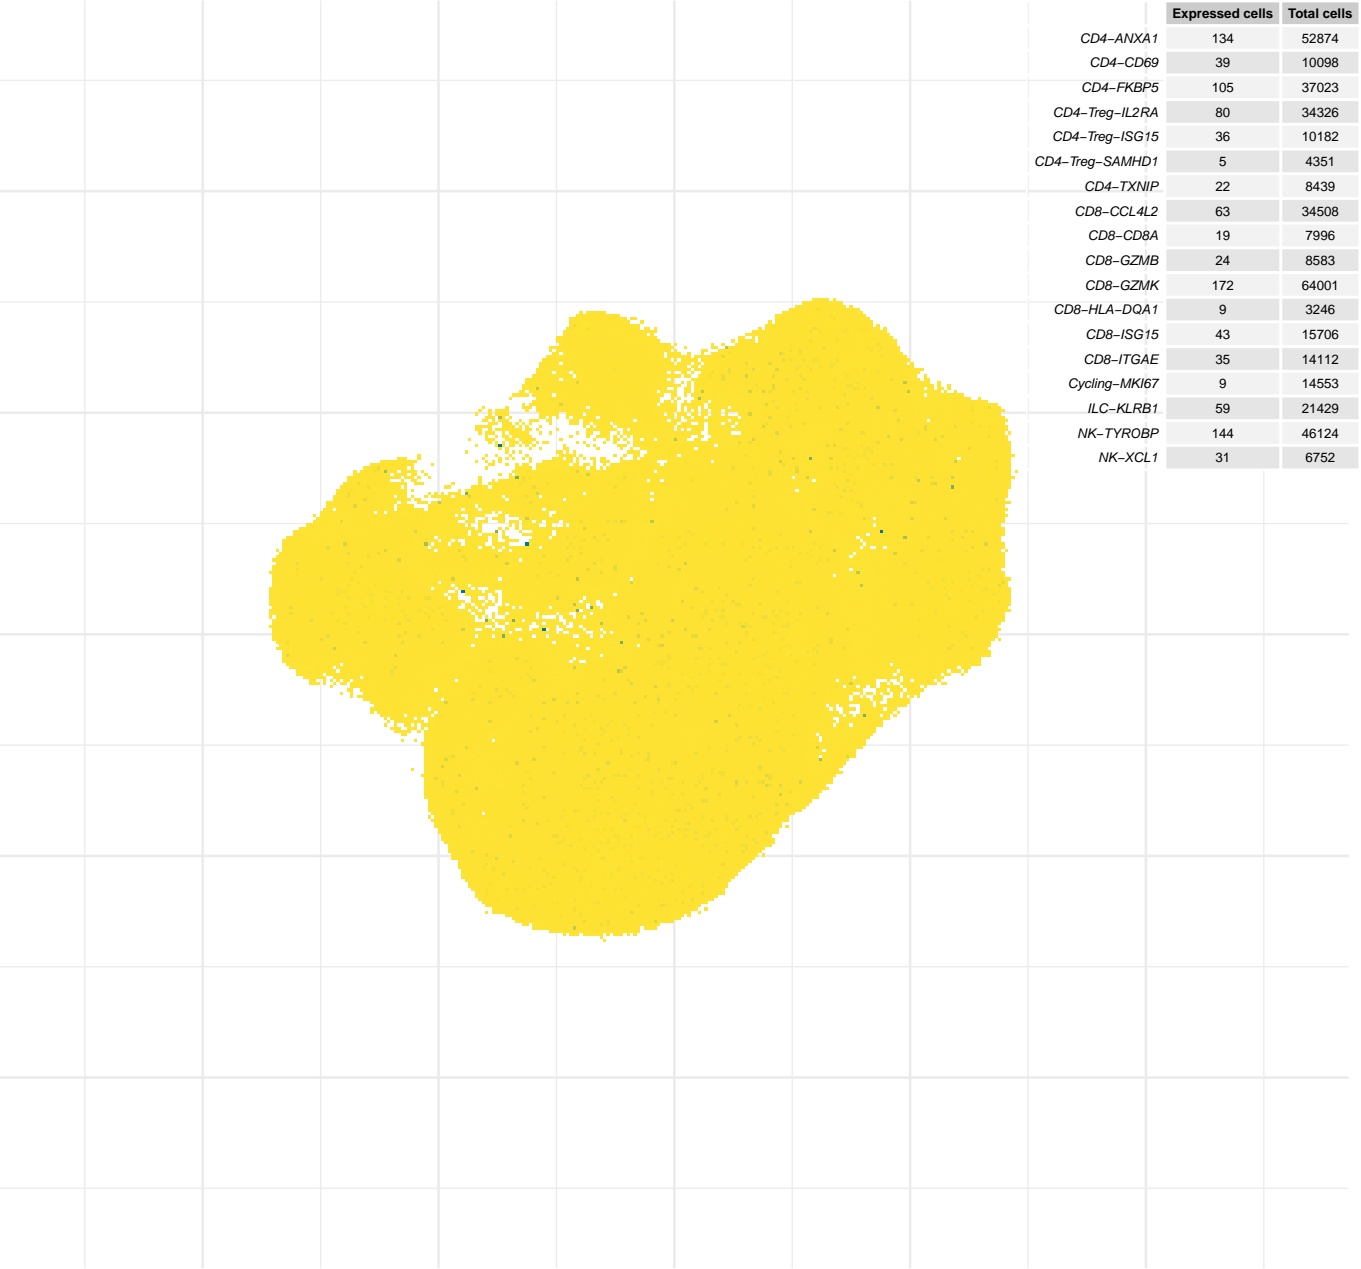 Expressed cells Total cells
CD4−ANXA1 134 52874
CD4−CD69 39 10098
CD4−FKBP5 105 37023
CD4−Treg−IL2RA 80 34326
CD4−Treg−ISG15 36 10182
CD4−Treg−SAMHD1 5 4351
CD4−TXNIP 22 8439
CD8−CCL4L2 63 34508
CD8−CD8A 19 7996
CD8−GZMB 24 8583
CD8−GZMK 172 64001
CD8−HLA−DQA1 9 3246
CD8−ISG15 43 15706
CD8−ITGAE 35 14112
Cycling−MKI67 9 14553
ILC−KLRB1 59 21429
NK−TYROBP 144 46124
NK−XCL1 31 6752